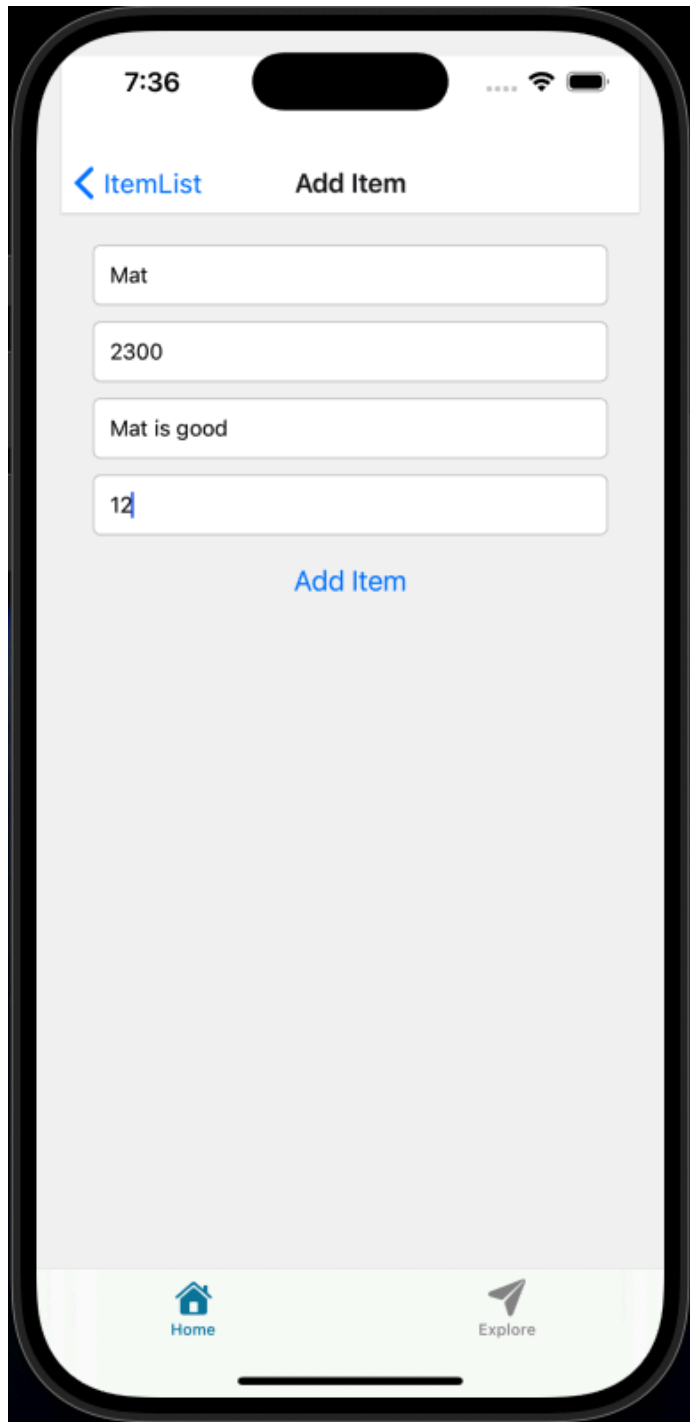 7:36
ItemList Add Item
Mat
2300
Mat is good
12
Add Item
Home Explore